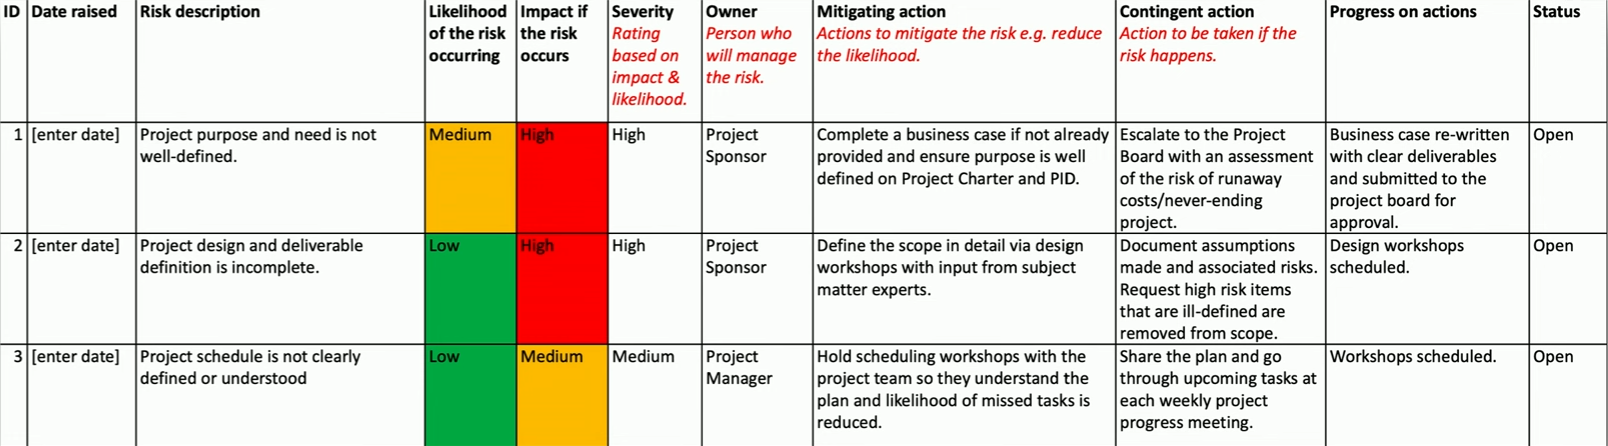 ID Date raised Risk description Likelihood of the risk occurring Impact if the risk occurs Severity Rating based on impact & likelihood. Owner Person who will manage the risk. Mitigating action Actions to mitigate the risk e.g. reduce the likelihood. Contingent action Action to be taken if the risk happens. Progress on actions Status
1 [enter date] Project purpose and need is not well-defined. Medium High High Project Sponsor Complete a business case if not already provided and ensure purpose is well defined on Project Charter and PID. Escalate to the Project Board with an assessment of the risk of runaway costs/never-ending project. Business case re-written with clear deliverables and submitted to the project board for approval. Open
2 [enter date] Project design and deliverable definition is incomplete. Low High High Project Sponsor Define the scope in detail via design workshops with input from subject matter experts. Document assumptions made and associated risks. Request high risk items that are ill-defined are removed from scope. Design workshops scheduled. Open
3 [enter date] Project schedule is not clearly defined or understood Low Medium Medium Project Manager Hold scheduling workshops with the project team so they understand the plan and likelihood of missed tasks is reduced. Share the plan and go through upcoming tasks at each weekly project progress meeting. Workshops scheduled. Open